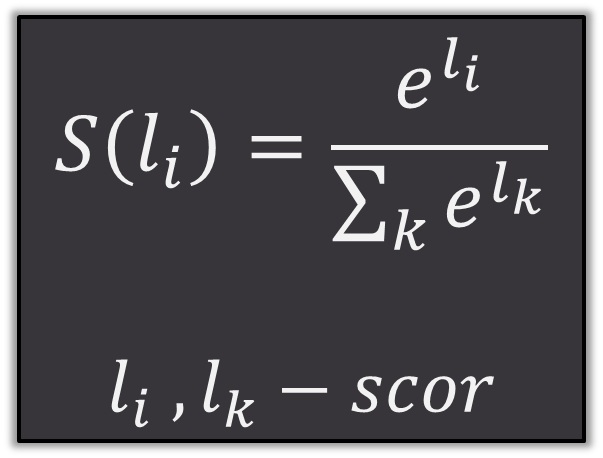 S(lᵢ) = e^{lᵢ} / ∑ₖ e^{lₖ}
lᵢ , lₖ − scor